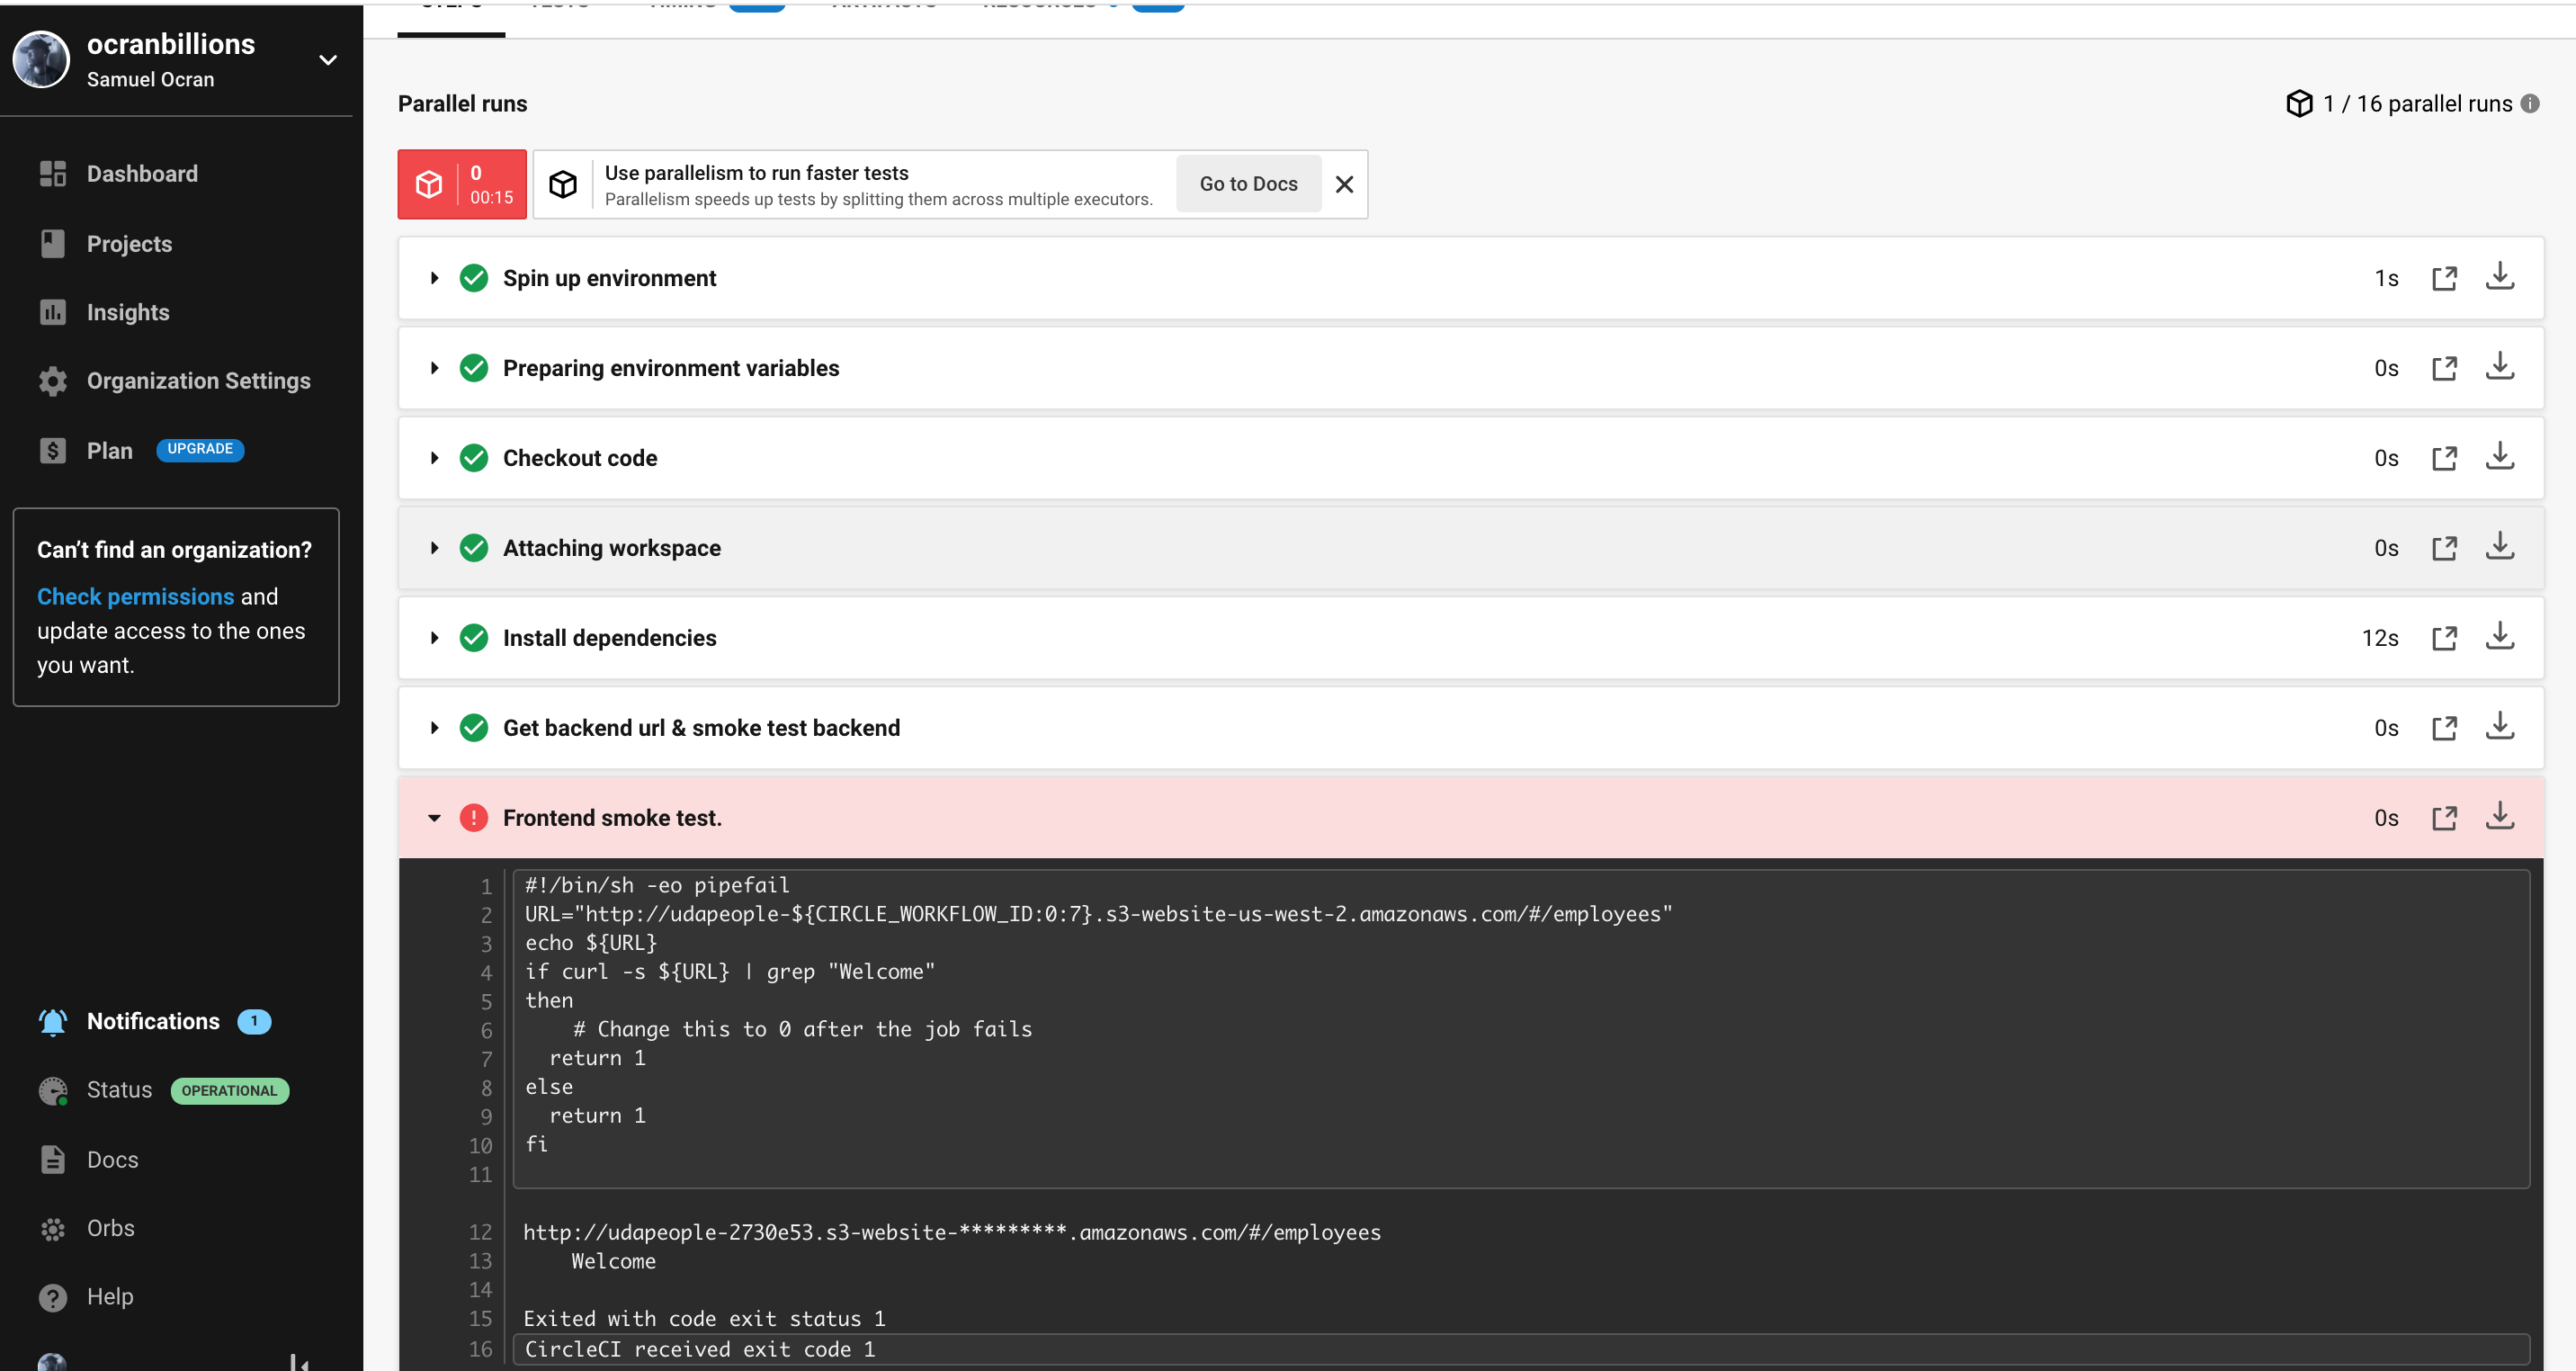 ocranbillions
Samuel Ocran
Dashboard
Projects
Insights
Organization Settings
Plan UPGRADE
Can’t find an organization?
Check permissions and
update access to the ones
you want.
Notifications 1
Status OPERATIONAL
Docs
Orbs
Help
Parallel runs
1 / 16 parallel runs
0
00:15
Use parallelism to run faster tests
Parallelism speeds up tests by splitting them across multiple executors.
Go to Docs
Spin up environment 1s
Preparing environment variables 0s
Checkout code 0s
Attaching workspace 0s
Install dependencies 12s
Get backend url & smoke test backend 0s
Frontend smoke test. 0s
1 #!/bin/sh -eo pipefail
2 URL="http://udapeople-${CIRCLE_WORKFLOW_ID:0:7}.s3-website-us-west-2.amazonaws.com/#/employees"
3 echo ${URL}
4 if curl -s ${URL} | grep "Welcome"
5 then
6     # Change this to 0 after the job fails
7   return 1
8 else
9   return 1
10 fi
11
12 http://udapeople-2730e53.s3-website-*********.amazonaws.com/#/employees
13     Welcome
14
15 Exited with code exit status 1
16 CircleCI received exit code 1